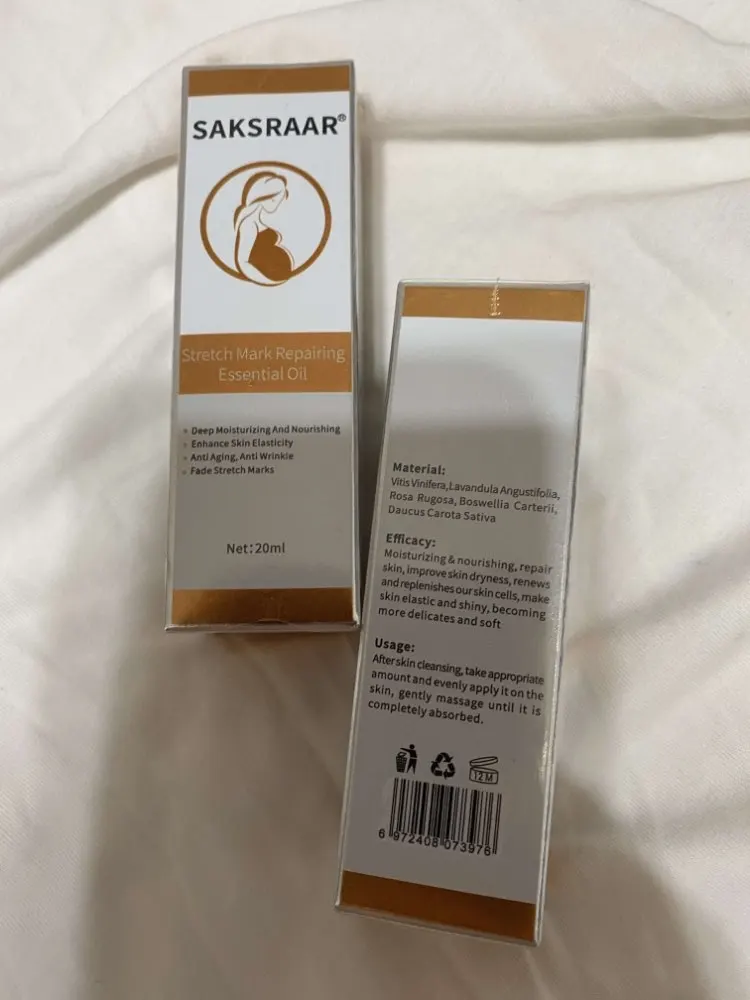 SAKSRAAR®
Stretch Mark Repairing
Essential Oil
Deep Moisturizing And Nourishing
Enhance Skin Elasticity
Anti Aging, Anti Wrinkle
Fade Stretch Marks
Net:20ml
Material:
Vitis Vinifera,Lavandula Angustifolia,
Rosa Rugosa, Boswellia Carterii,
Daucus Carota Sativa
Efficacy:
Moisturizing & nourishing, repair
skin, improve skin dryness, renews
and replenishes our skin cells, make
skin elastic and shiny, becoming
more delicates and soft
Usage:
After skin cleansing, take appropriate
amount and evenly apply it on the
skin, gently massage until it is
completely absorbed.
12M
6 972408 073976